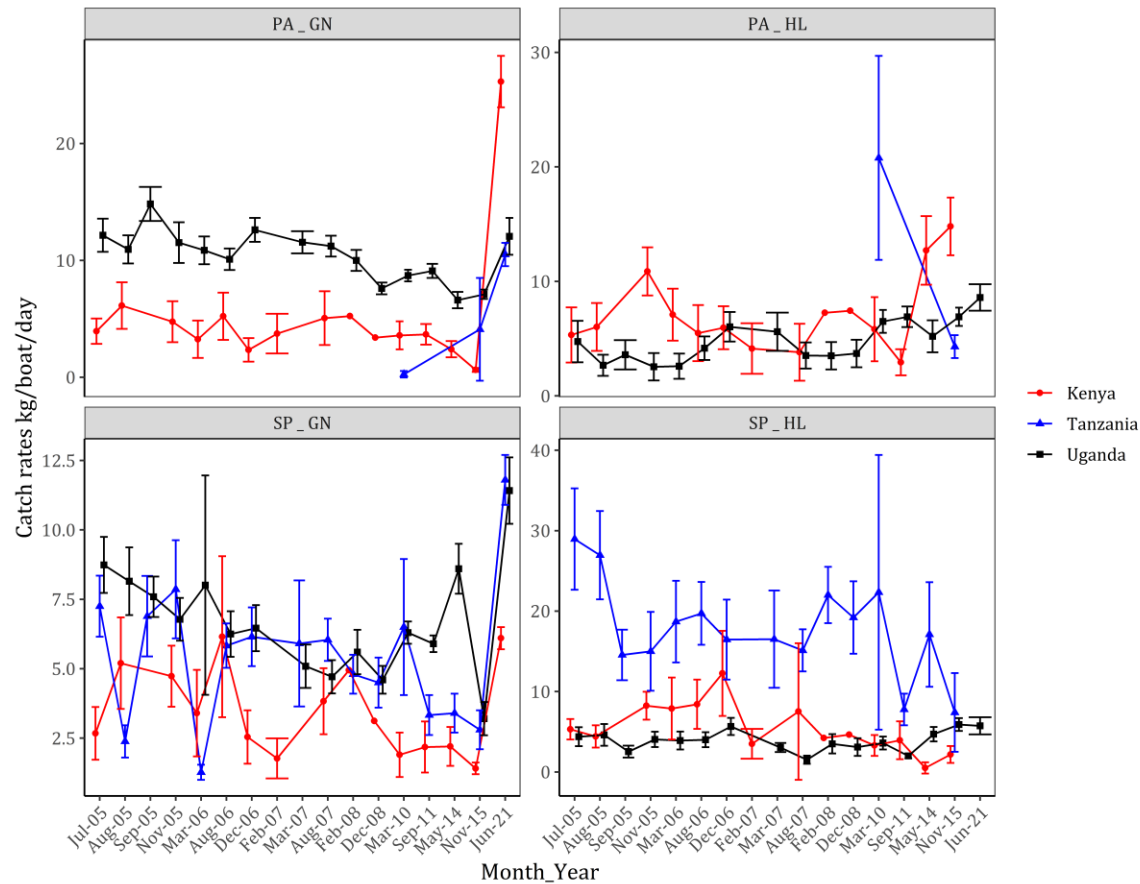 PA _ GN
PA _ HL
20
10
0
30
20
10
0
Catch rates kg/boat/day
SP _ GN
SP _ HL
12.5
10.0
7.5
5.0
2.5
40
30
20
10
0
Kenya
Tanzania
Uganda
Jul-05
Aug-05
Sep-05
Nov-05
Mar-06
Aug-06
Dec-06
Feb-07
Mar-07
Aug-07
Feb-08
Dec-08
Mar-10
Sep-11
May-14
Nov-15
Jun-21
Jul-05
Aug-05
Sep-05
Nov-05
Mar-06
Aug-06
Dec-06
Feb-07
Mar-07
Aug-07
Feb-08
Dec-08
Mar-10
Sep-11
May-14
Nov-15
Jun-21
Month_Year